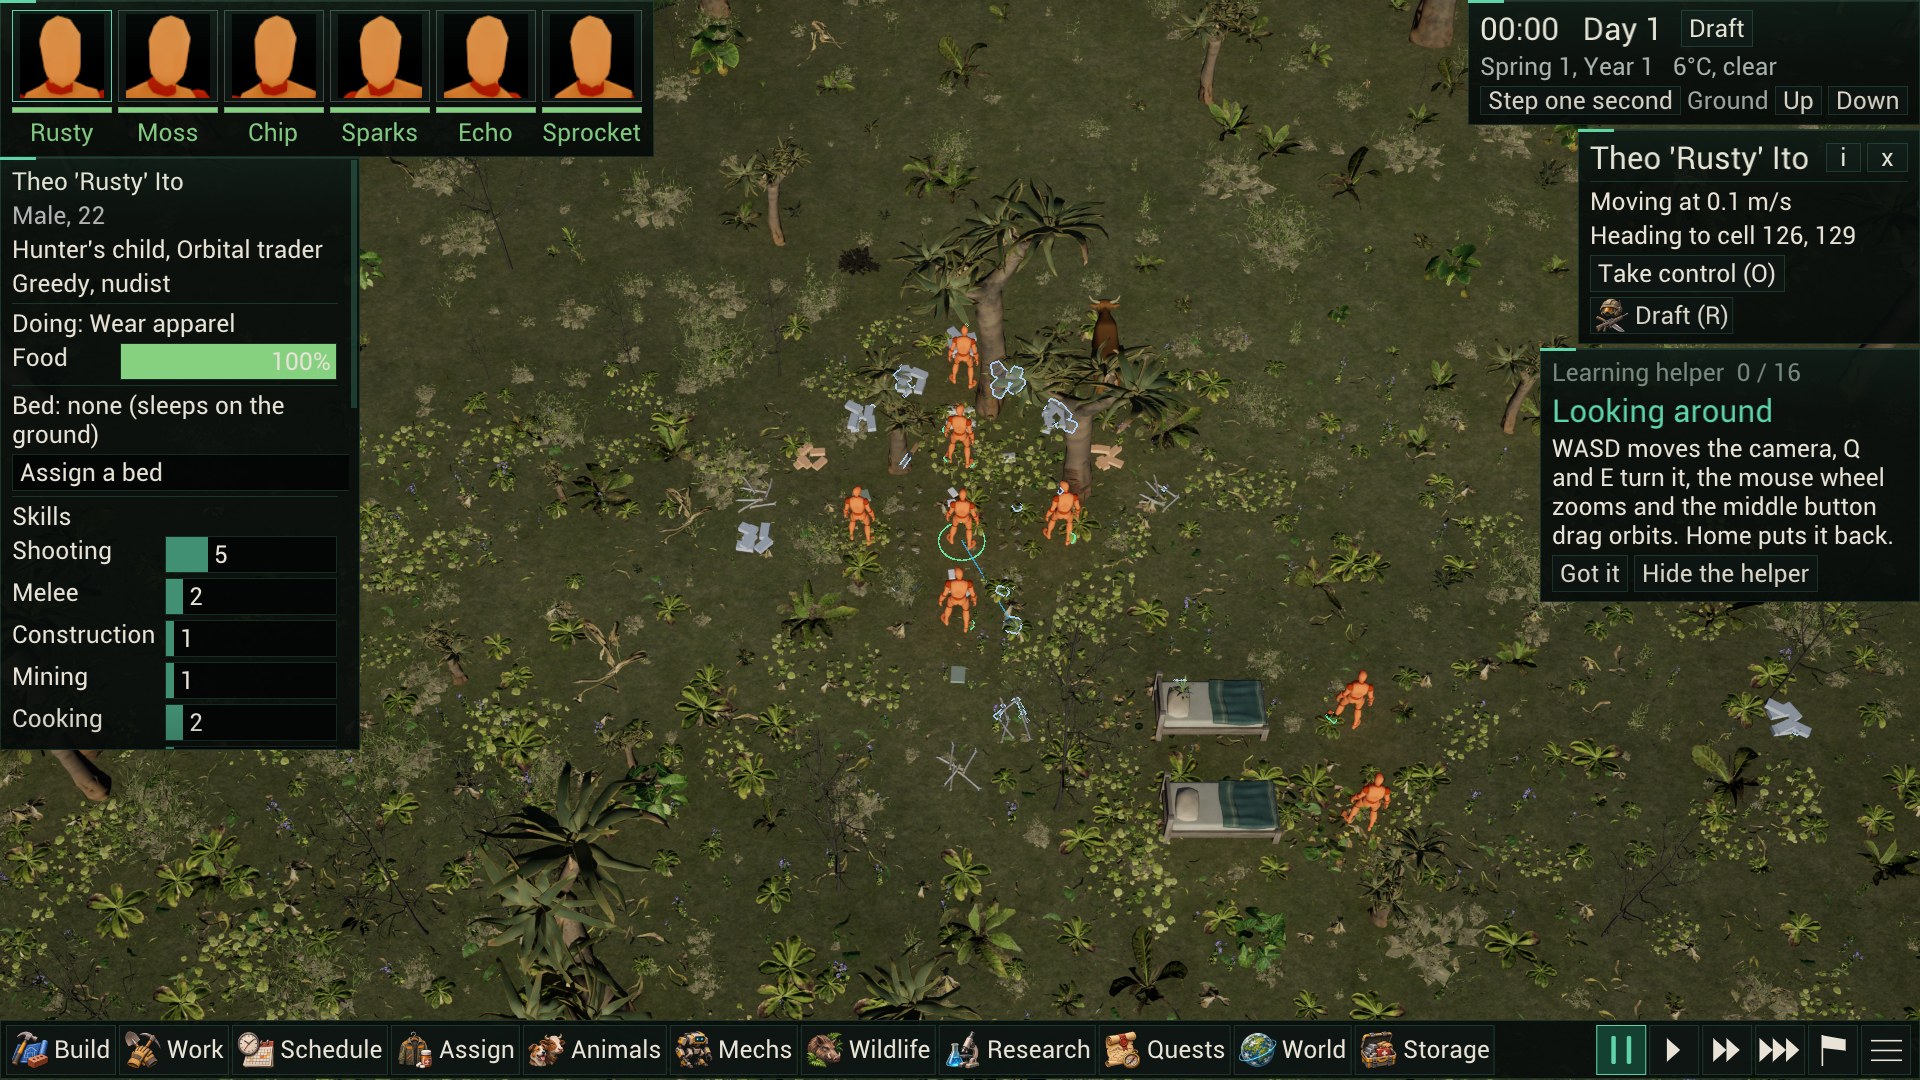 Rusty
Moss
Chip
Sparks
Echo
Sprocket
Theo 'Rusty' Ito
Male, 22
Hunter's child, Orbital trader
Greedy, nudist
Doing: Wear apparel
Food 100%
Bed: none (sleeps on the
ground)
Assign a bed
Skills
Shooting 5
Melee 2
Construction 1
Mining 1
Cooking 2
00:00 Day 1 Draft
Spring 1, Year 1 6°C, clear
Step one second Ground Up Down
Theo 'Rusty' Ito i x
Moving at 0.1 m/s
Heading to cell 126, 129
Take control (O)
Draft (R)
Learning helper 0 / 16
Looking around
WASD moves the camera, Q
and E turn it, the mouse wheel
zooms and the middle button
drag orbits. Home puts it back.
Got it Hide the helper
Build
Work
Schedule
Assign
Animals
Mechs
Wildlife
Research
Quests
World
Storage